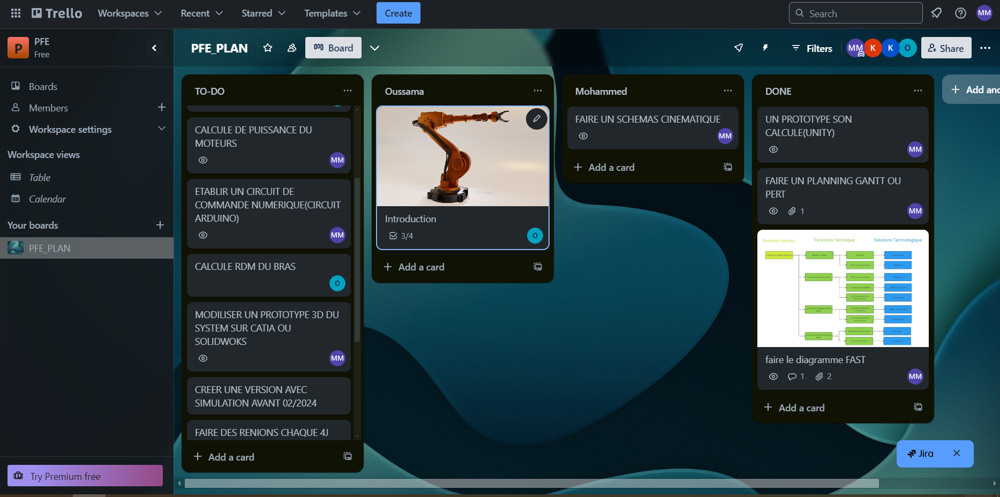 Trello
Workspaces
Recent
Starred
Templates
Create
Search
MM
P
PFE
Free
PFE_PLAN
Board
Filters
MM
K
K
O
Share
Boards
Members
Workspace settings
Workspace views
Table
Calendar
Your boards
PFE_PLAN
Try Premium free
TO-DO
CALCULE DE PUISSANCE DU
MOTEURS
MM
ETABLIR UN CIRCUIT DE
COMMANDE NUMERIQUE(CIRCUIT
ARDUINO)
MM
CALCULE RDM DU BRAS
O
MODILISER UN PROTOTYPE 3D DU
SYSTEM SUR CATIA OU
SOLIDWOKS
MM
CREER UNE VERSION AVEC
SIMULATION AVANT 02/2024
FAIRE DES RENIONS CHAQUE 4J
Add a card
Oussama
Introduction
3/4
O
Add a card
Mohammed
FAIRE UN SCHEMAS CINEMATIQUE
MM
Add a card
DONE
UN PROTOTYPE SON
CALCULE(UNITY)
MM
FAIRE UN PLANNING GANTT OU
PERT
1
MM
Fonction Service
Fonctions Technique
Solutions Technologique
faire le diagramme FAST
1
2
MM
Add a card
Add
Jira